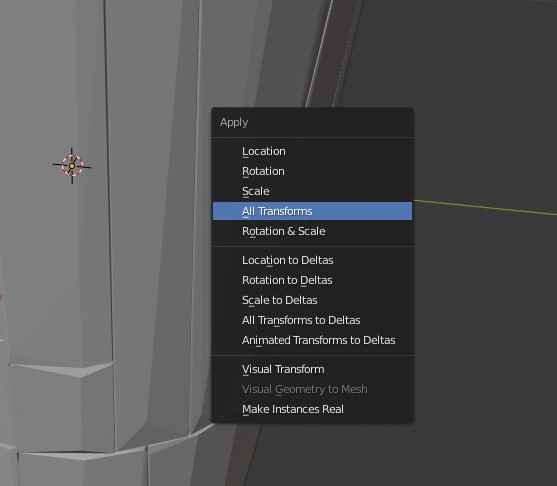 Apply
Location
Rotation
Scale
All Transforms
Rotation & Scale
Location to Deltas
Rotation to Deltas
Scale to Deltas
All Transforms to Deltas
Animated Transforms to Deltas
Visual Transform
Visual Geometry to Mesh
Make Instances Real